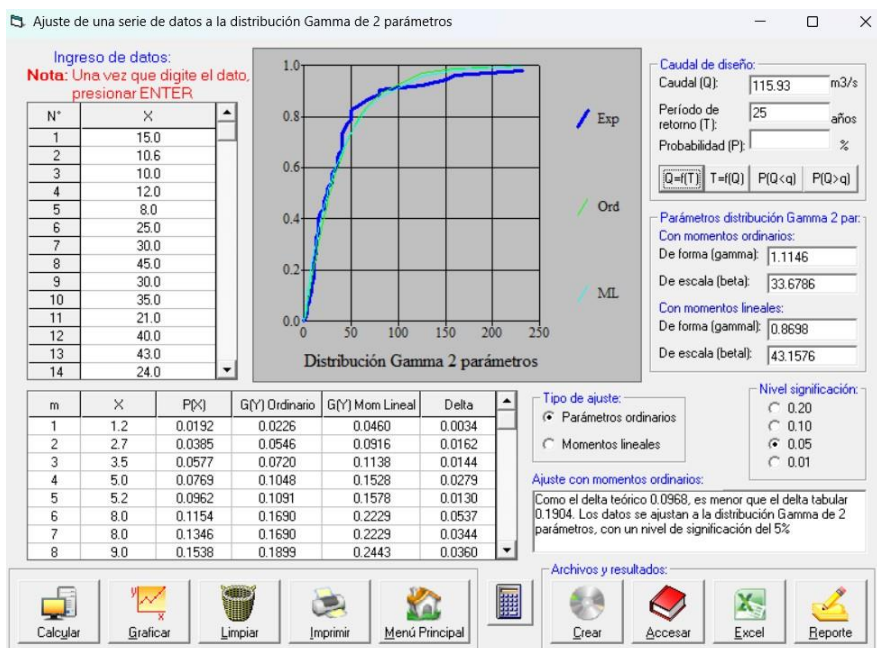 Ajuste de una serie de datos a la distribución Gamma de 2 parámetros
Ingreso de datos:
Nota: Una vez que digite el dato,
presionar ENTER
N° X
1 15.0
2 10.6
3 10.0
4 12.0
5 8.0
6 25.0
7 30.0
8 45.0
9 30.0
10 35.0
11 21.0
12 40.0
13 43.0
14 24.0
1.0
0.8
0.6
0.4
0.2
0.0
0 50 100 150 200 250
Distribución Gamma 2 parámetros
Exp
Ord
ML
Caudal de diseño:
Caudal (Q): 115.93 m3/s
Período de
retorno (T): 25 años
Probabilidad (P): %
Q=f(T) T=f(Q) P(Q<q) P(Q>q)
Parámetros distribución Gamma 2 par:
Con momentos ordinarios:
De forma (gamma): 1.1146
De escala (beta): 33.6786
Con momentos lineales:
De forma (gammal): 0.8698
De escala (betal): 43.1576
m X P(X) G(Y) Ordinario G(Y) Mom Lineal Delta
1 1.2 0.0192 0.0226 0.0460 0.0034
2 2.7 0.0385 0.0546 0.0916 0.0162
3 3.5 0.0577 0.0720 0.1138 0.0144
4 5.0 0.0769 0.1048 0.1528 0.0279
5 5.2 0.0962 0.1091 0.1578 0.0130
6 8.0 0.1154 0.1690 0.2229 0.0537
7 8.0 0.1346 0.1690 0.2229 0.0344
8 9.0 0.1538 0.1899 0.2443 0.0360
Tipo de ajuste:
Parámetros ordinarios
Momentos lineales
Nivel significación:
0.20
0.10
0.05
0.01
Ajuste con momentos ordinarios:
Como el delta teórico 0.0968, es menor que el delta tabular
0.1904. Los datos se ajustan a la distribución Gamma de 2
parámetros, con un nivel de significación del 5%
Calcular Graficar Limpiar Imprimir Menú Principal
Archivos y resultados:
Crear Accesar Excel Reporte